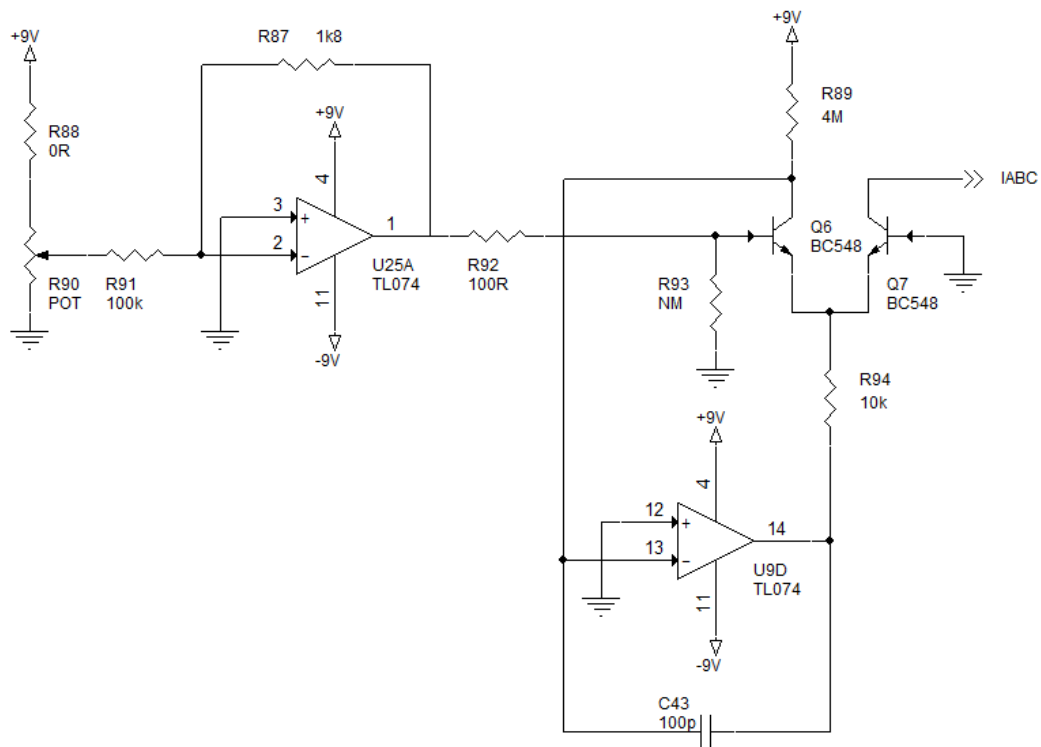 +9V
R87 1k8
+9V
R88
0R
+9V
R89
4M
4
3
+
2
−
1
IABC
R90
POT
R91
100k
U25A
TL074
R92
100R
Q6
BC548
11
R93
NM
Q7
BC548
-9V
R94
10k
+9V
4
12
+
13
−
14
U9D
TL074
11
-9V
C43
100p